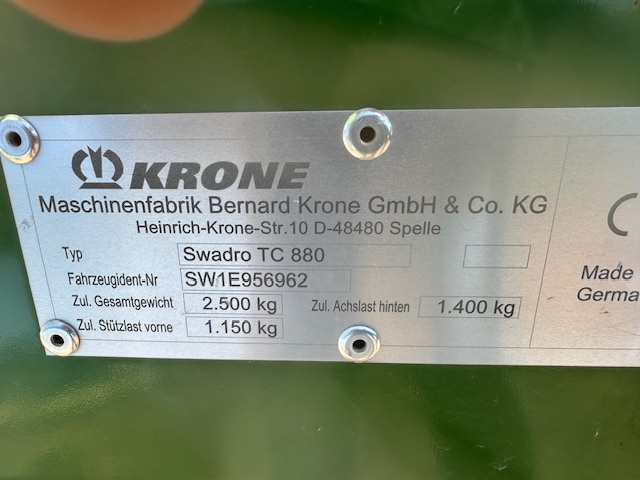 KRONE
Maschinenfabrik Bernard Krone GmbH & Co. KG
Heinrich-Krone-Str.10 D-48480 Spelle
Typ Swadro TC 880
Fahrzeugident-Nr SW1E956962
Zul. Gesamtgewicht 2.500 kg Zul. Achslast hinten 1.400 kg
Zul. Stützlast vorne 1.150 kg
C
Made
Germa